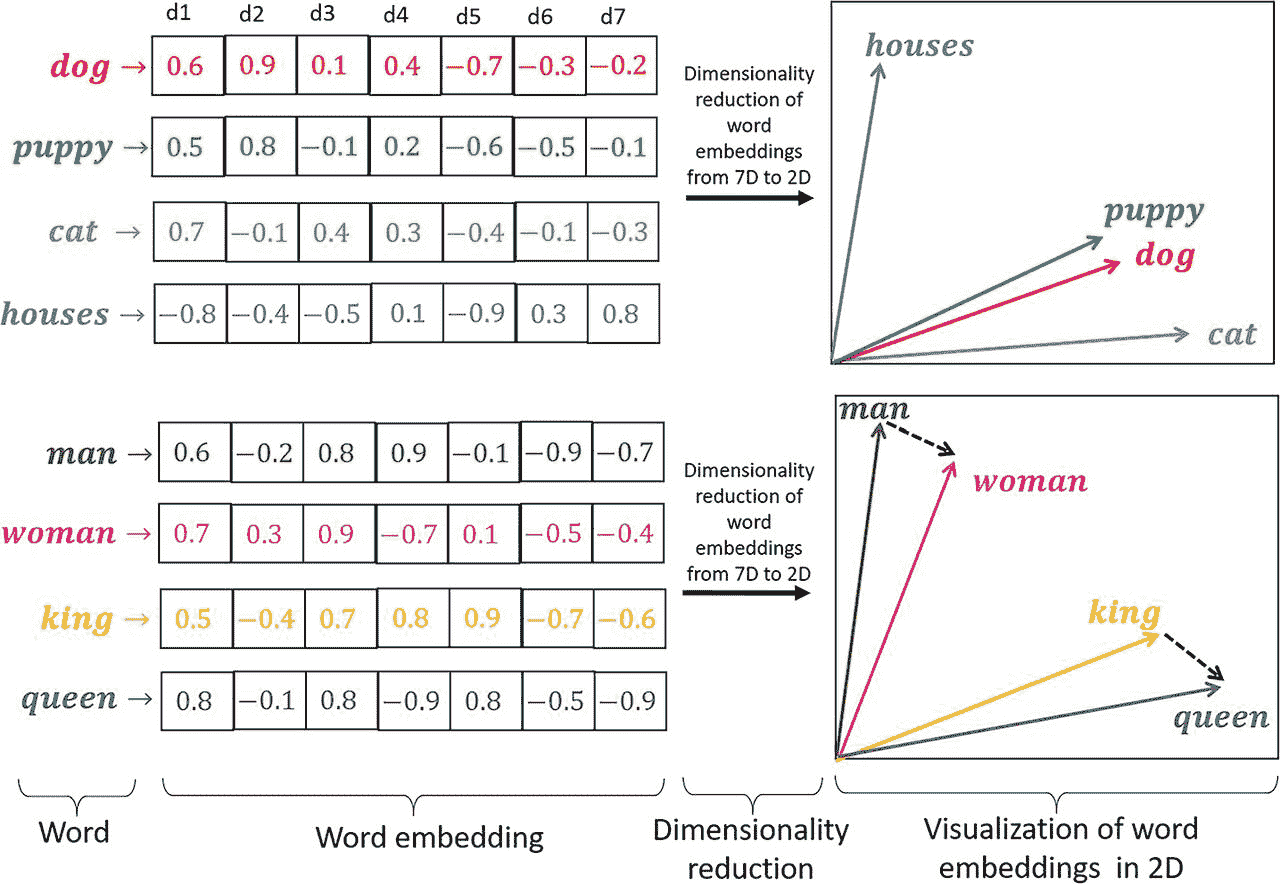 d1 d2 d3 d4 d5 d6 d7
dog → 0.6 0.9 0.1 0.4 −0.7 −0.3 −0.2
puppy → 0.5 0.8 −0.1 0.2 −0.6 −0.5 −0.1
cat → 0.7 −0.1 0.4 0.3 −0.4 −0.1 −0.3
houses → −0.8 −0.4 −0.5 0.1 −0.9 0.3 0.8
Dimensionality
reduction of
word
embeddings
from 7D to 2D
houses
puppy
dog
cat
man → 0.6 −0.2 0.8 0.9 −0.1 −0.9 −0.7
woman → 0.7 0.3 0.9 −0.7 0.1 −0.5 −0.4
king → 0.5 −0.4 0.7 0.8 0.9 −0.7 −0.6
queen → 0.8 −0.1 0.8 −0.9 0.8 −0.5 −0.9
Dimensionality
reduction of
word
embeddings
from 7D to 2D
man
woman
king
queen
Word
Word embedding
Dimensionality
reduction
Visualization of word
embeddings in 2D